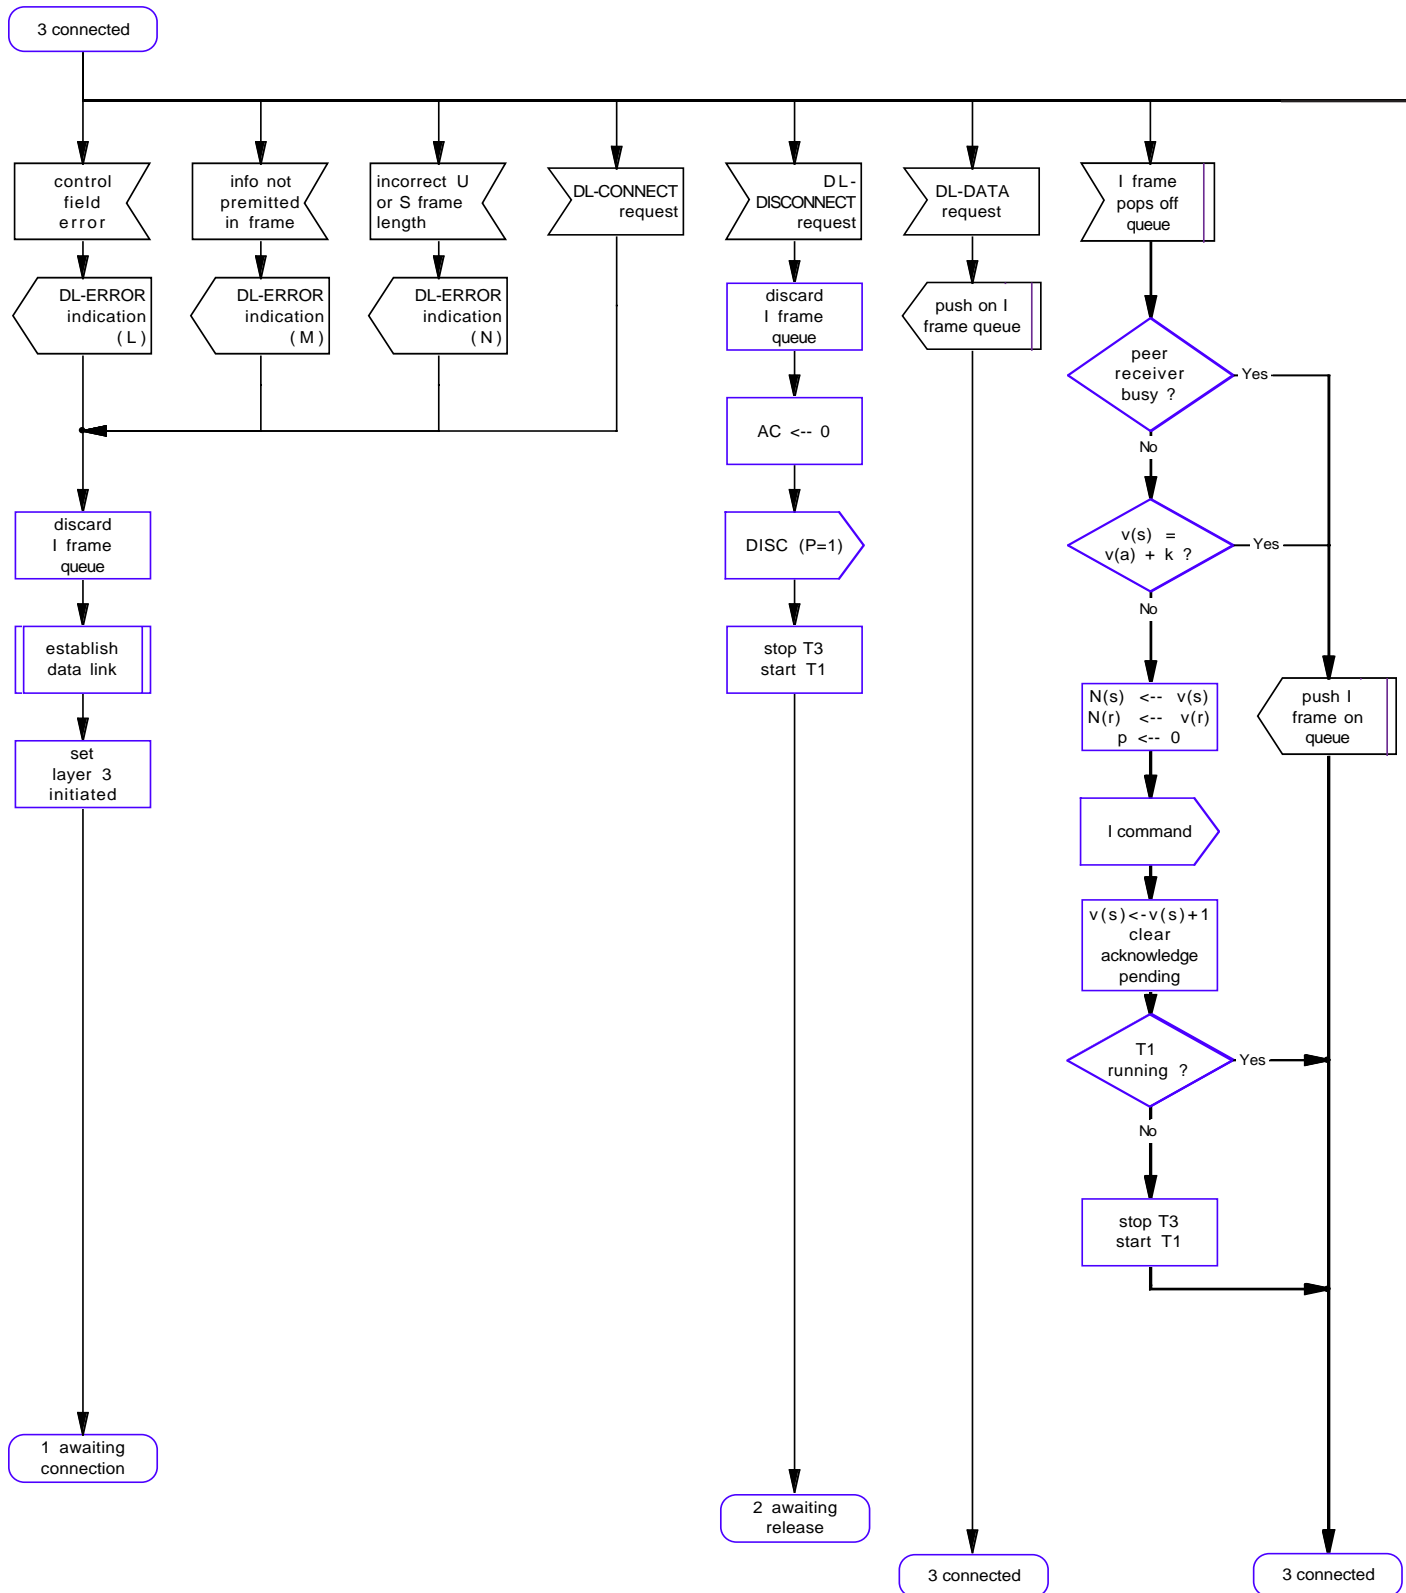 3 connected
control
field
error
info not
premitted
in frame
incorrect U
or S frame
length
DL-CONNECT
request
DL-
DISCONNECT
request
DL-DATA
request
I frame
pops off
queue
DL-ERROR
indication
(L)
DL-ERROR
indication
(M)
DL-ERROR
indication
(N)
discard
I frame
queue
push on I
frame queue
peer
receiver
busy ?
Yes
No
AC <-- 0
discard
I frame
queue
DISC (P=1)
v(s) =
v(a) + k ?
Yes
No
establish
data link
stop T3
start T1
N(s) <-- v(s)
N(r) <-- v(r)
p <-- 0
push I
frame on
queue
set
layer 3
initiated
I command
v(s)<-v(s)+1
clear
acknowledge
pending
T1
running ?
Yes
No
stop T3
start T1
1 awaiting
connection
2 awaiting
release
3 connected
3 connected